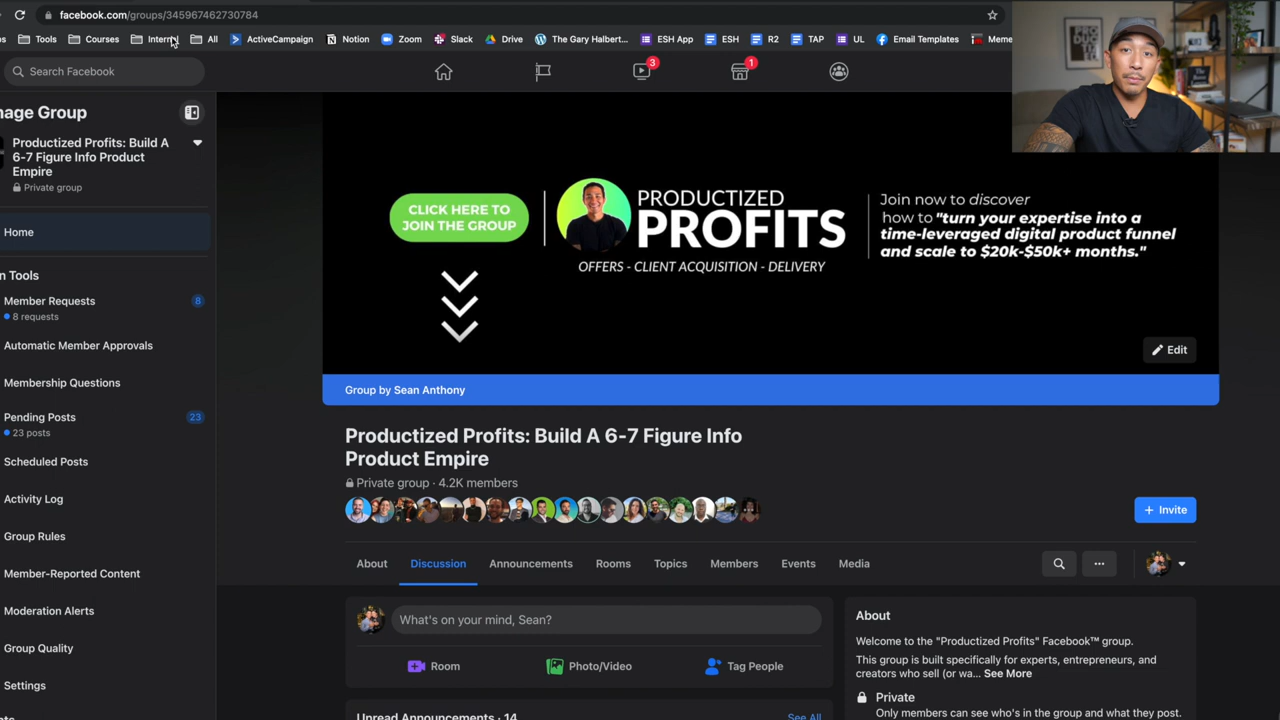 facebook.com/groups/345967462730784
Tools
Courses
All
ActiveCampaign
Notion
Zoom
Slack
Drive
The Gary Halbert...
ESH App
ESH
R2
TAP
UL
Email Templates
Search Facebook
3
1
Productized Profits: Build A
6-7 Figure Info Product
Empire
Private group
Home
Member Requests
8
8 requests
Automatic Member Approvals
Membership Questions
Pending Posts
23
23 posts
Scheduled Posts
Activity Log
Group Rules
Member-Reported Content
Moderation Alerts
Group Quality
Settings
CLICK HERE TO
JOIN THE GROUP
PRODUCTIZED
PROFITS
OFFERS - CLIENT ACQUISITION - DELIVERY
Join now to discover
how to "turn your expertise into a
time-leveraged digital product funnel
and scale to $20k-$50k+ months."
Edit
Group by Sean Anthony
Productized Profits: Build A 6-7 Figure Info
Product Empire
Private group · 4.2K members
+ Invite
About
Discussion
Announcements
Rooms
Topics
Members
Events
Media
What's on your mind, Sean?
Room
Photo/Video
Tag People
Unread Announcements · 14
See All
About
Welcome to the "Productized Profits" Facebook™ group.
This group is built specifically for experts, entrepreneurs, and
creators who sell (or wa... See More
Private
Only members can see who's in the group and what they post.